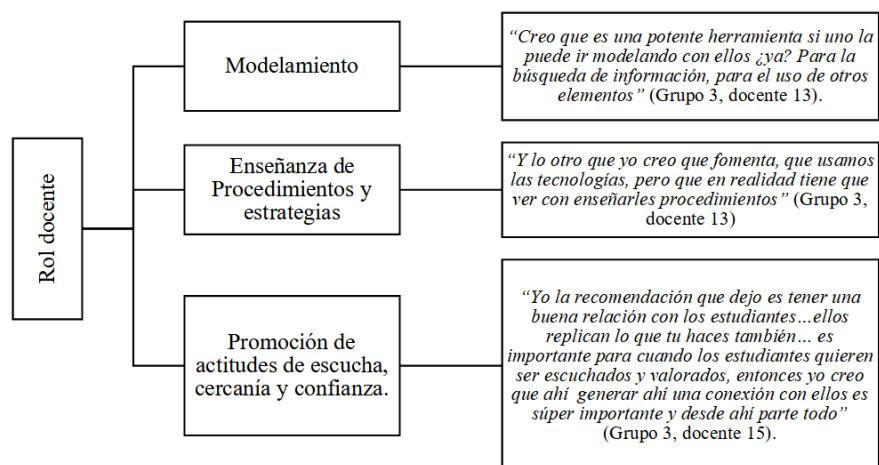 Rol docente
Modelamiento
“Creo que es una potente herramienta si uno la
puede ir modelando con ellos ¿ya? Para la
búsqueda de información, para el uso de otros
elementos” (Grupo 3, docente 13).
Enseñanza de
Procedimientos y
estrategias
“Y lo otro que yo creo que fomenta, que usamos
las tecnologías, pero que en realidad tiene que
ver con enseñarles procedimientos” (Grupo 3,
docente 13)
Promoción de
actitudes de escucha,
cercanía y confianza.
“Yo la recomendación que dejo es tener una
buena relación con los estudiantes…ellos
replican lo que tu haces también… es
importante para cuando los estudiantes quieren
ser escuchados y valorados, entonces yo creo
que ahí generar ahí una conexión con ellos es
súper importante y desde ahí parte todo”
(Grupo 3, docente 15).